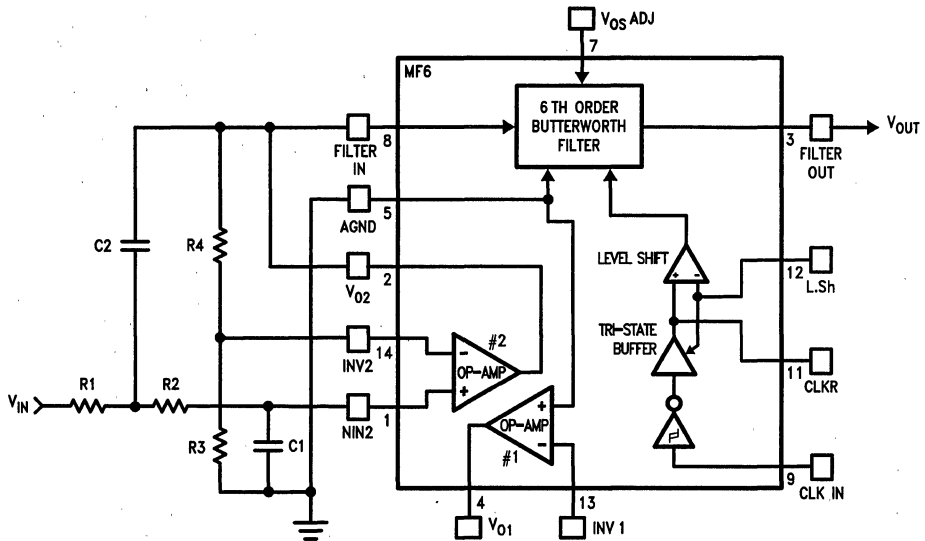 V_OS ADJ
7
MF6
6 TH ORDER
BUTTERWORTH
FILTER
8
FILTER
IN
3
FILTER
OUT
V_OUT
5
AGND
C2
R4
LEVEL SHIFT
+ -
12
L.Sh
2
V_O2
TRI-STATE
BUFFER
14
INV2
#2
-
OP-AMP
+
11
CLKR
R1
R2
V_IN
1
NIN2
+
OP-AMP
-
#1
R3
C1
9
CLK IN
4
13
V_O1
INV 1